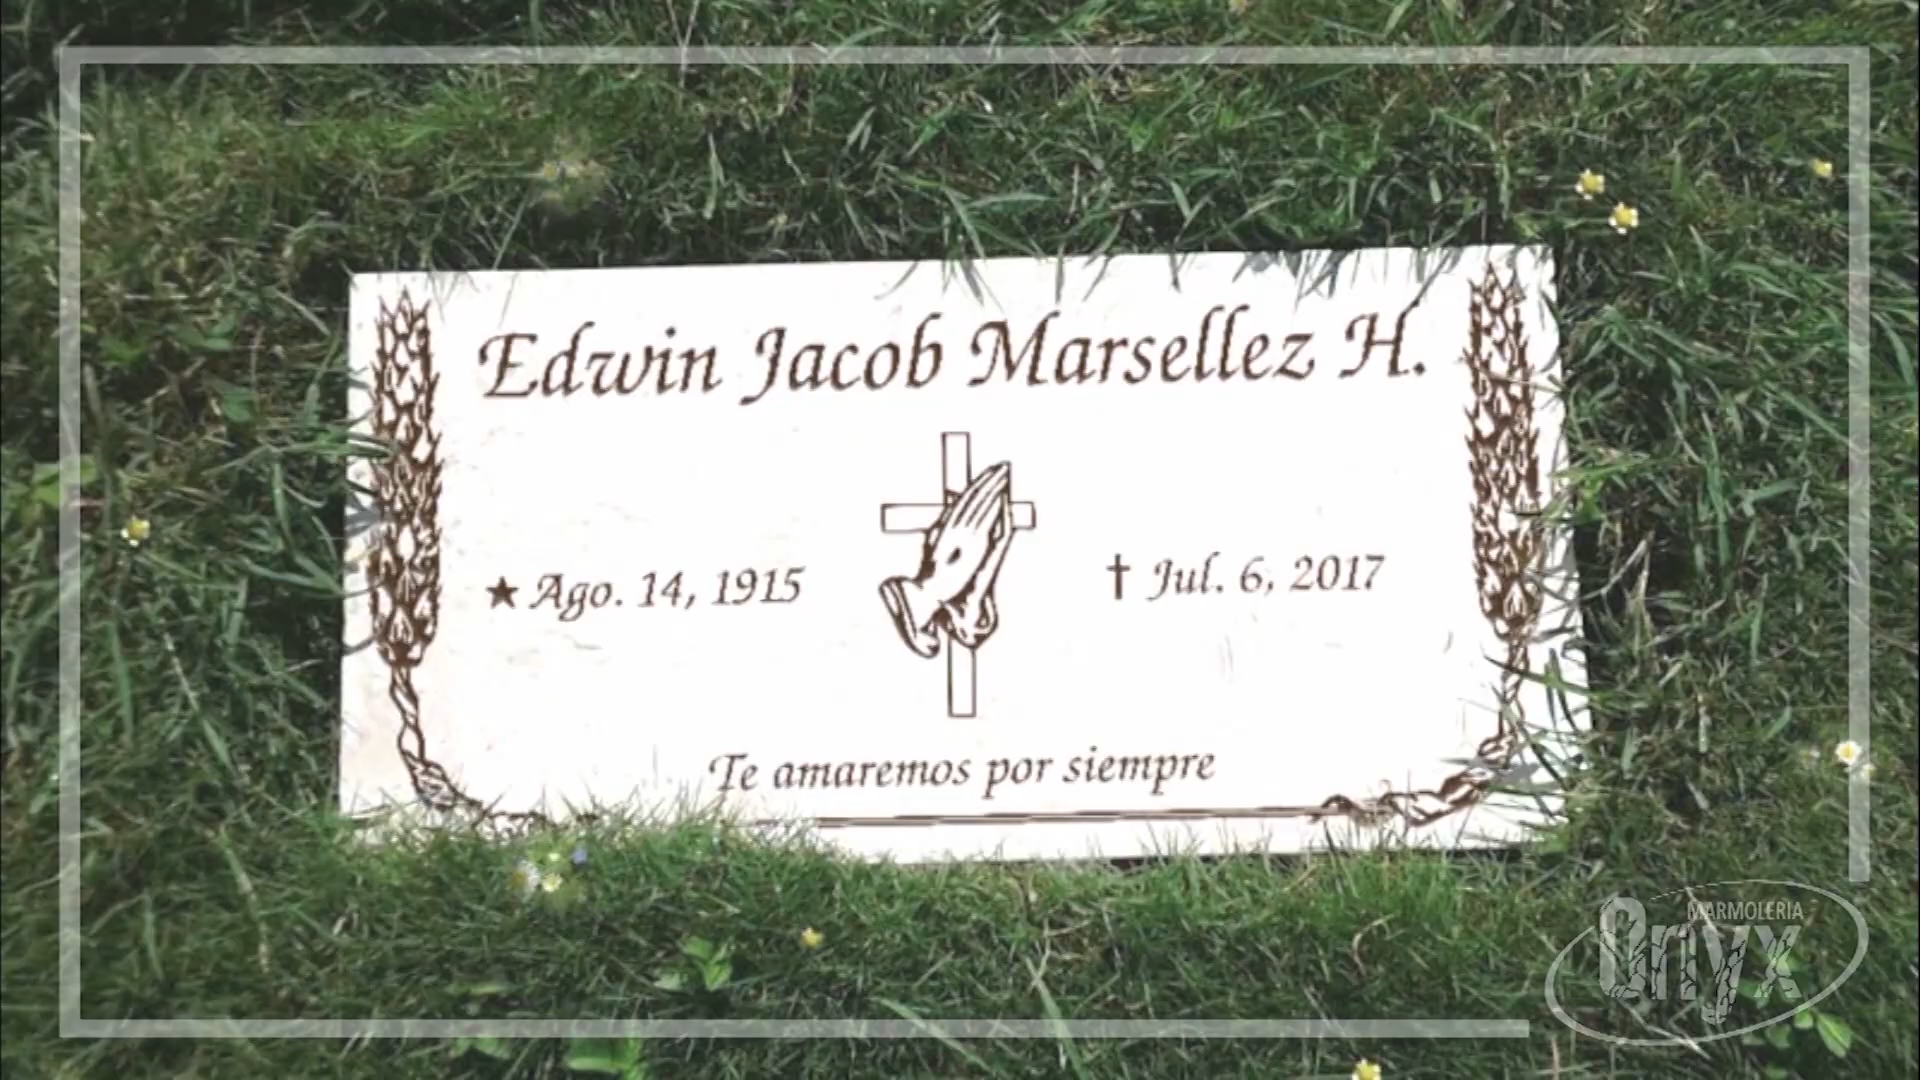 Edwin Jacob Marsellez H.
★ Ago. 14, 1915
✝ Jul. 6, 2017
Te amaremos por siempre
MARMOLERIA
Onyx